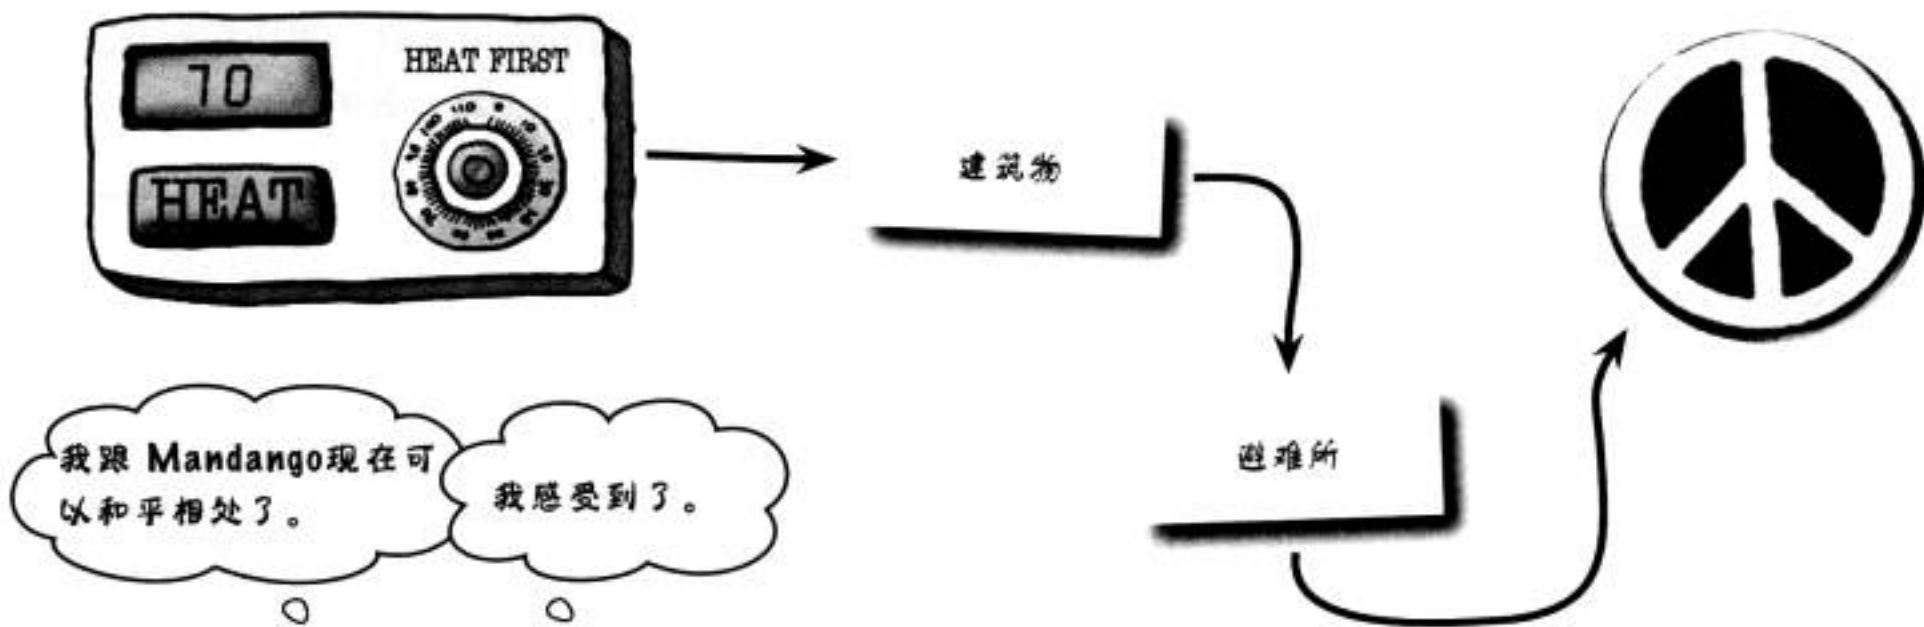 70
HEAT FIRST
HEAT
建筑物
避难所
我跟 Mandango现在可
以和平相处了。
我感受到了。